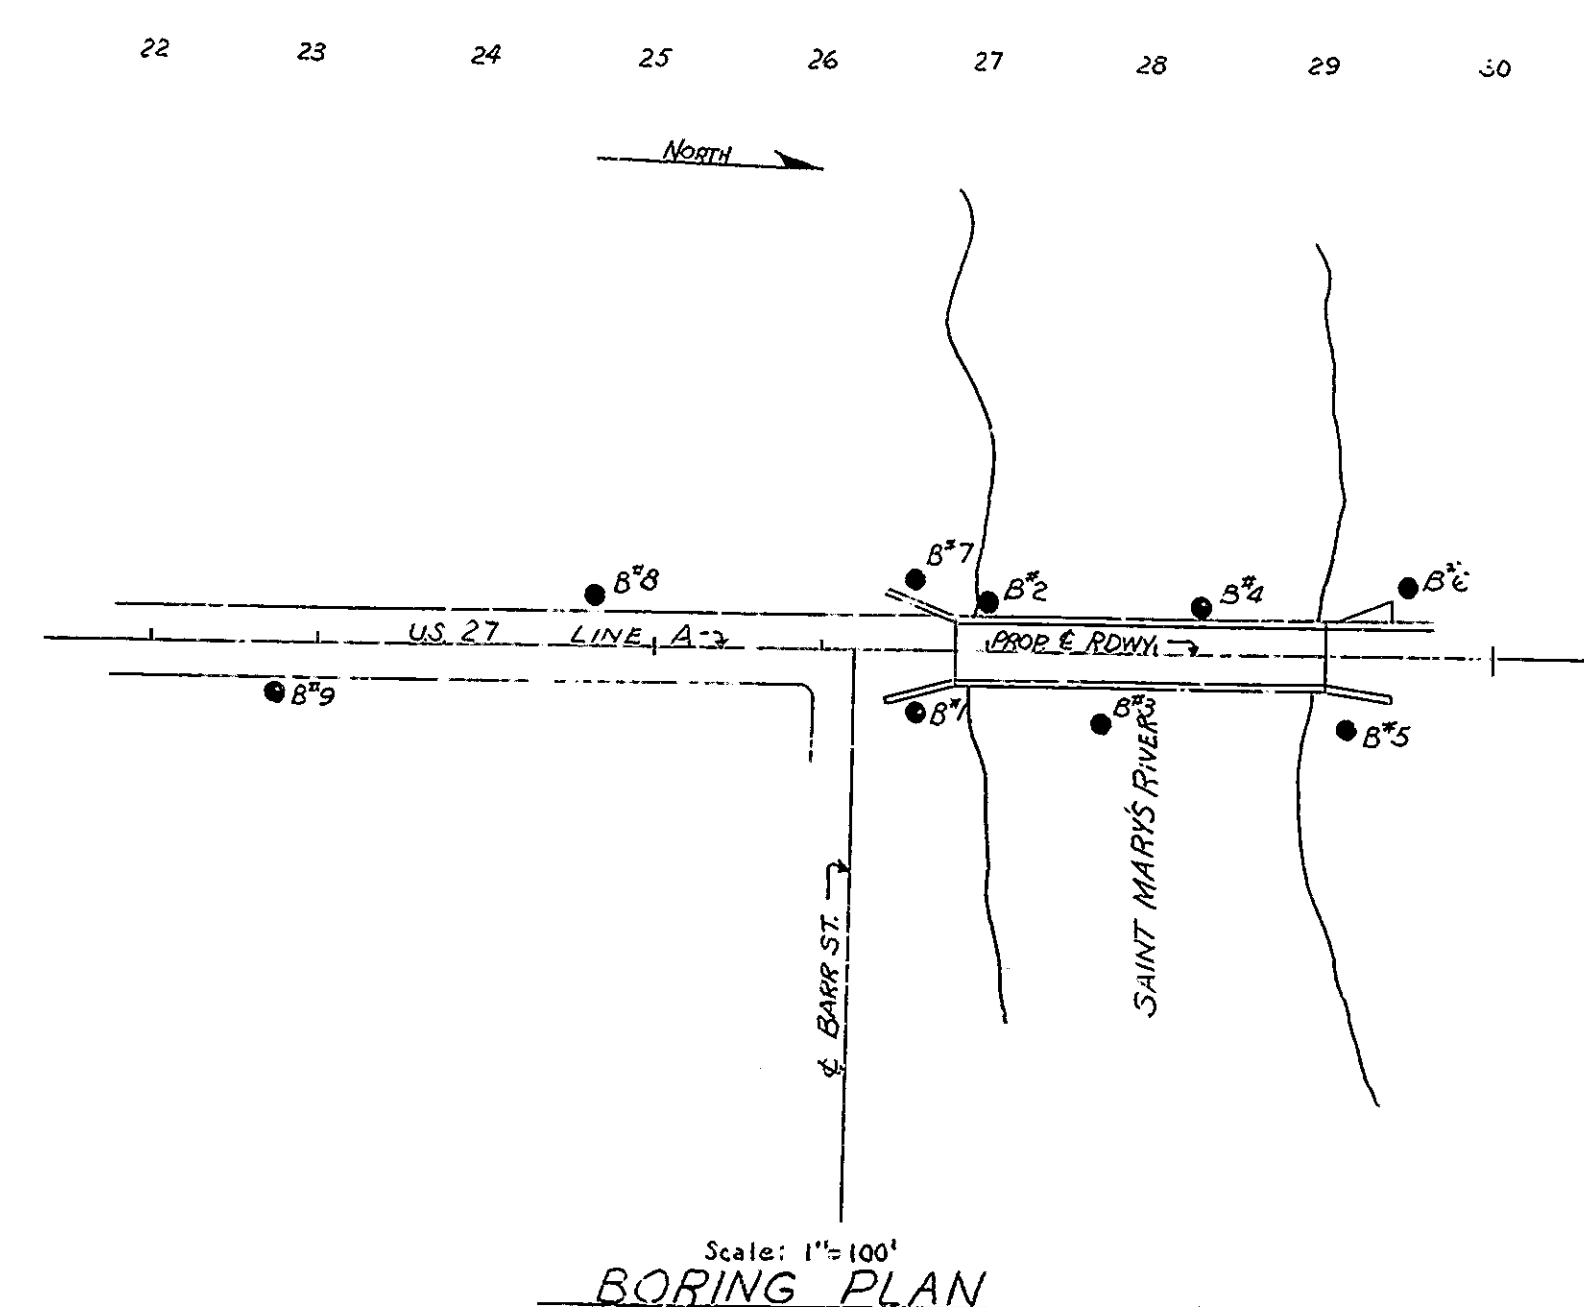 22 23 24 25 26 27 28 29 30
NORTH
B#7
B#8
B#2
B#4
U.S. 27 LINE A
PROP ℄ RDWY.
B#9
B#1
B#3
B#5
SAINT MARY'S RIVER
℄ BARR ST.
Scale: 1"=100'
BORING PLAN